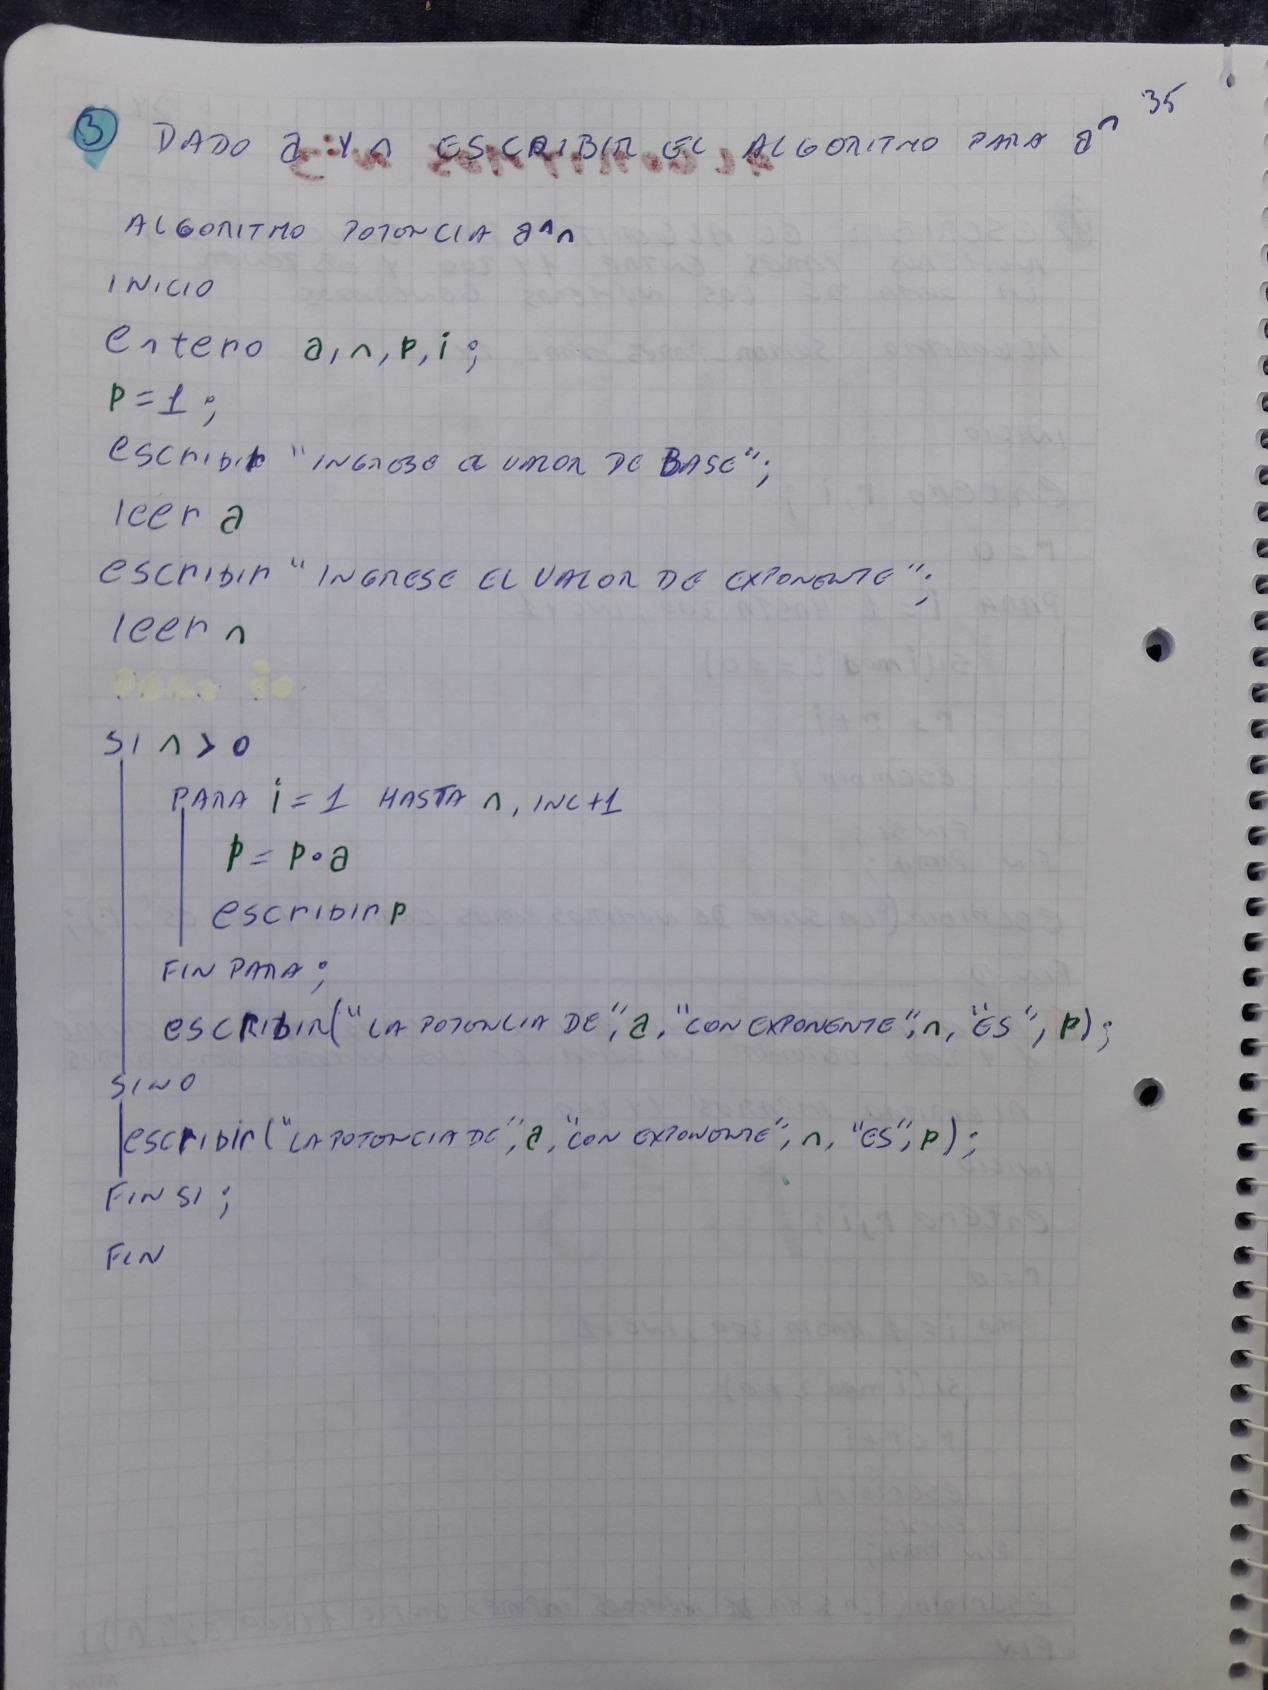 35
3 DADO a Y n ESCRIBIR EL ALGORITMO PARA a^n
ALGORITMO POTENCIA a^n
INICIO
entero a, n, p, i;
p = 1;
escribir "INGRESE el VALOR DE BASE";
leer a
escribir "INGRESE EL VALOR DE EXPONENTE";
leer n
SI n > 0
PARA i = 1 HASTA n, INC+1
p = p • a
escribir p
FIN PARA;
escribir("LA POTENCIA DE", a, "CON EXPONENTE", n, "ES", p);
SINO
escribir("LA POTENCIA DE", a, "CON EXPONENTE", n, "ES", p);
FIN SI;
FIN